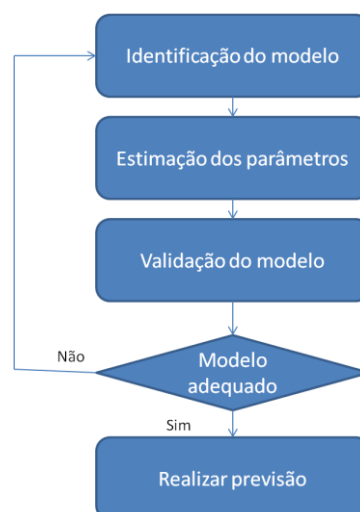 Identificação do modelo
Estimação dos parâmetros
Validação do modelo
Modelo
adequado
Não
Sim
Realizar previsão